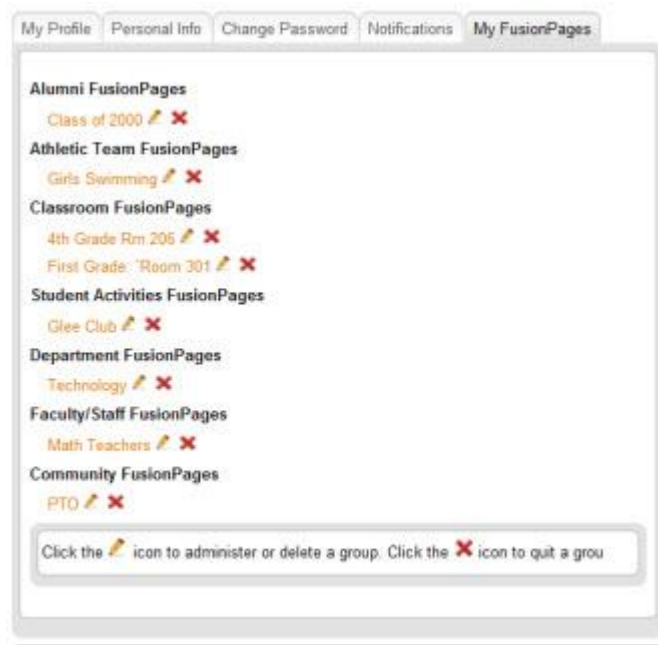 My Profile Personal Info Change Password Notifications My FusionPages
Alumni FusionPages
Class of 2000
Athletic Team FusionPages
Girls Swimming
Classroom FusionPages
4th Grade Rm 206
First Grade: "Room 301
Student Activities FusionPages
Glee Club
Department FusionPages
Technology
Faculty/Staff FusionPages
Math Teachers
Community FusionPages
PTO
Click the icon to administer or delete a group. Click the icon to quit a grou